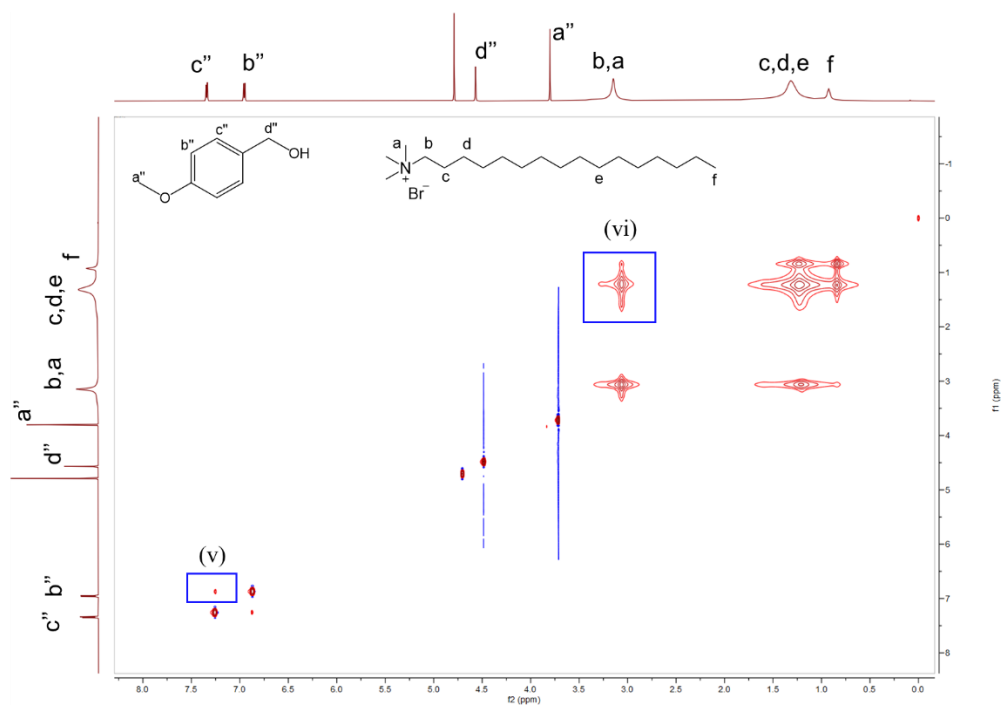 c” b” d” a” b,a c,d,e f
b” c” d” OH
a” O
a b d
N + c e f
Br−
(vi)
f
c,d,e
b,a
a”
d”
b”
c”
(v)
-1
0
1
2
3
4
5
6
7
8
f1 (ppm)
8.0 7.5 7.0 6.5 6.0 5.5 5.0 4.5 4.0 3.5 3.0 2.5 2.0 1.5 1.0 0.5 0.0
f2 (ppm)